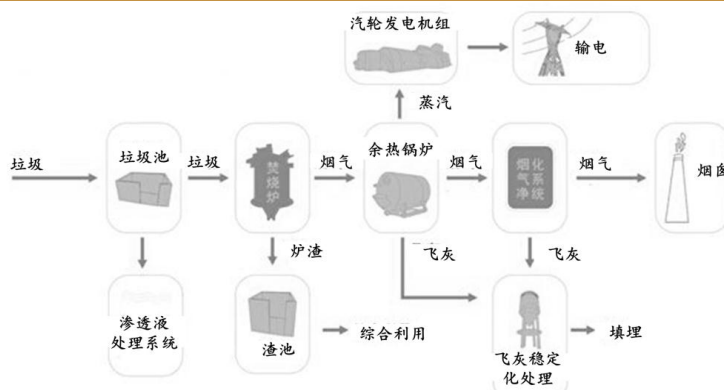 汽轮发电机组
输电
蒸汽
垃圾
垃圾池
垃圾
焚烧炉
烟气
余热锅炉
烟气
烟气净
化系统
烟气
烟囱
炉渣
飞灰
飞灰
渗透液
处理系统
渣池
综合利用
飞灰稳定
化处理
填埋